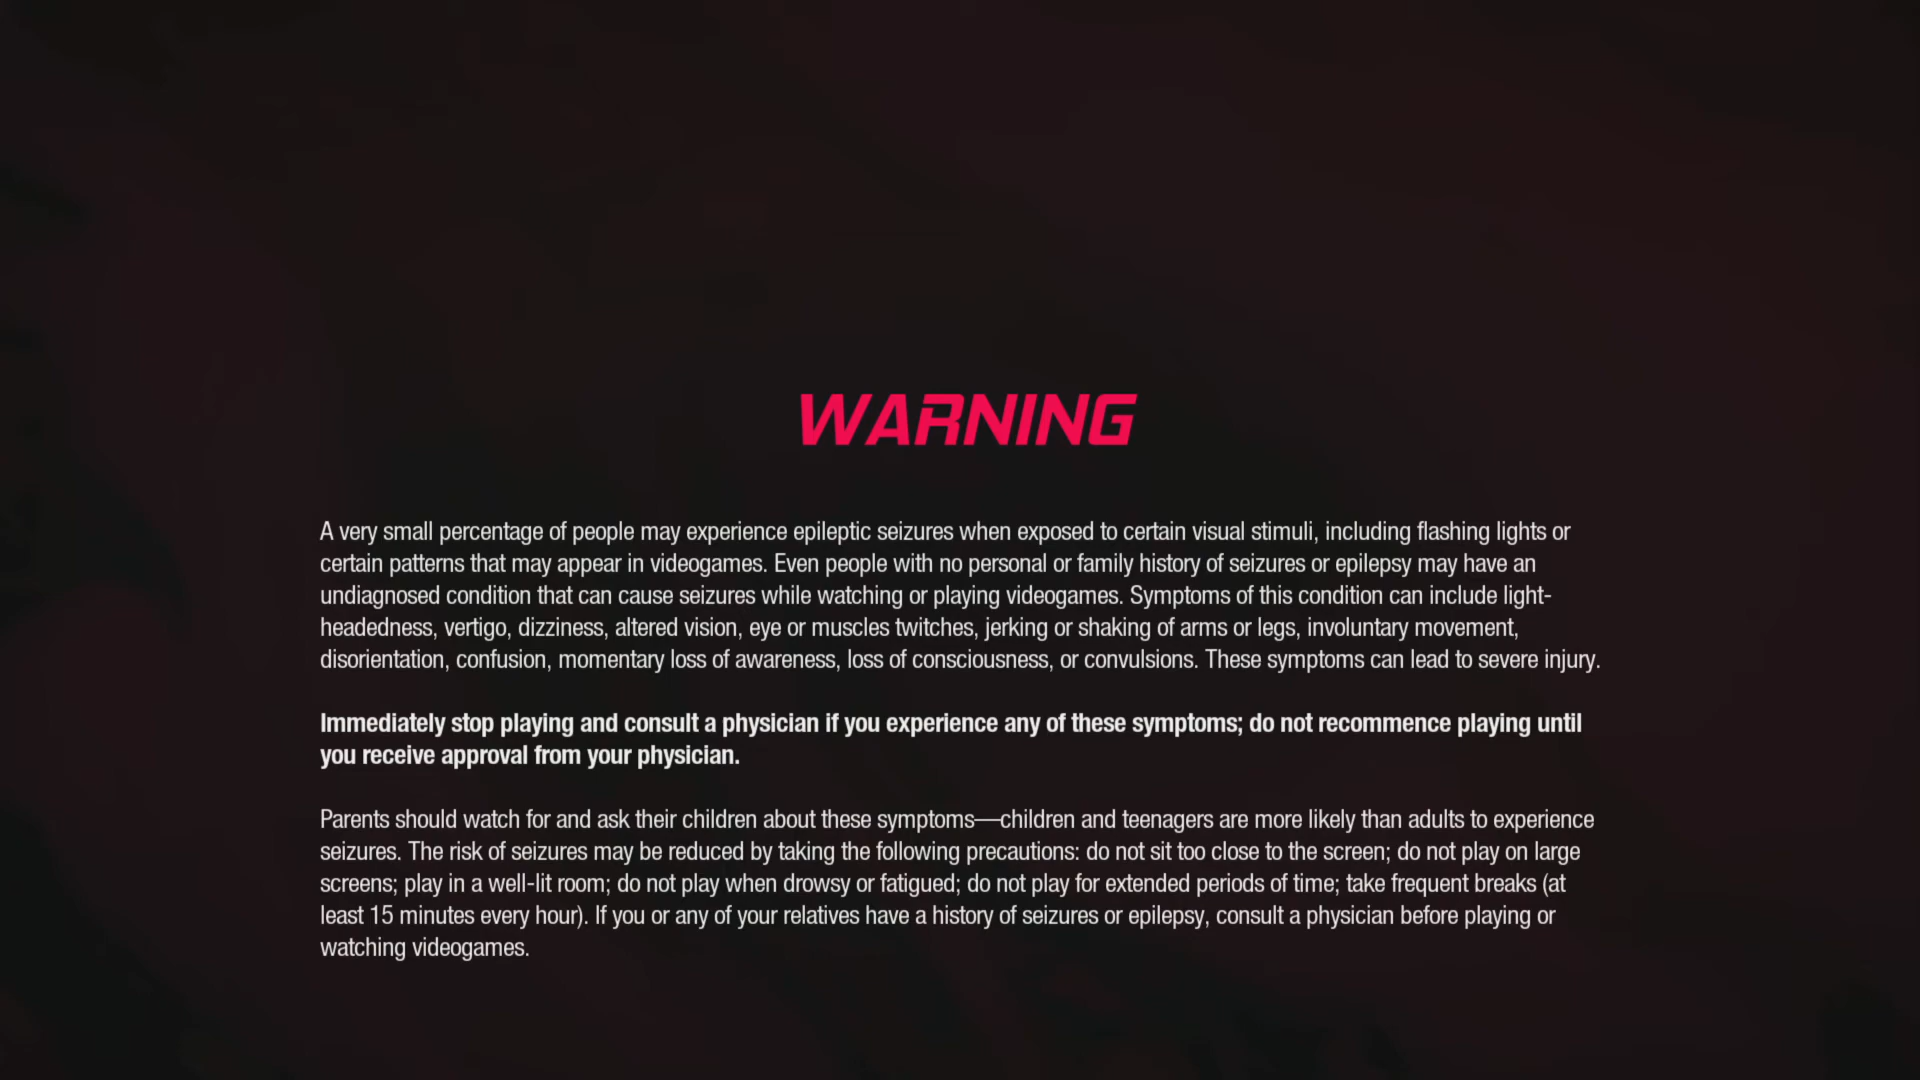 WARNING
A very small percentage of people may experience epileptic seizures when exposed to certain visual stimuli, including flashing lights or
certain patterns that may appear in videogames. Even people with no personal or family history of seizures or epilepsy may have an
undiagnosed condition that can cause seizures while watching or playing videogames. Symptoms of this condition can include light-
headedness, vertigo, dizziness, altered vision, eye or muscles twitches, jerking or shaking of arms or legs, involuntary movement,
disorientation, confusion, momentary loss of awareness, loss of consciousness, or convulsions. These symptoms can lead to severe injury.
Immediately stop playing and consult a physician if you experience any of these symptoms; do not recommence playing until
you receive approval from your physician.
Parents should watch for and ask their children about these symptoms—children and teenagers are more likely than adults to experience
seizures. The risk of seizures may be reduced by taking the following precautions: do not sit too close to the screen; do not play on large
screens; play in a well-lit room; do not play when drowsy or fatigued; do not play for extended periods of time; take frequent breaks (at
least 15 minutes every hour). If you or any of your relatives have a history of seizures or epilepsy, consult a physician before playing or
watching videogames.